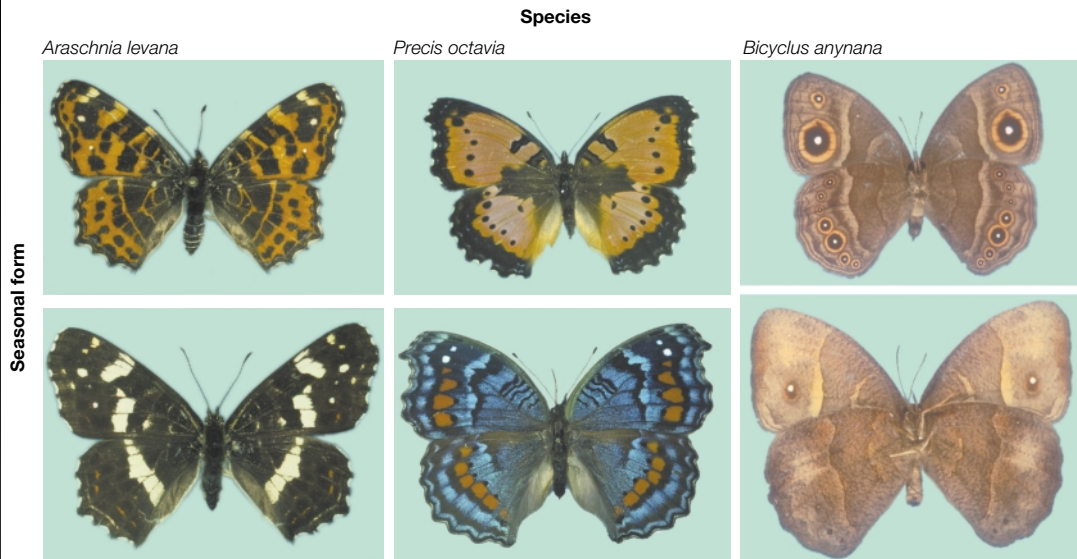 Species
Araschnia levana
Precis octavia
Bicyclus anynana
Seasonal form